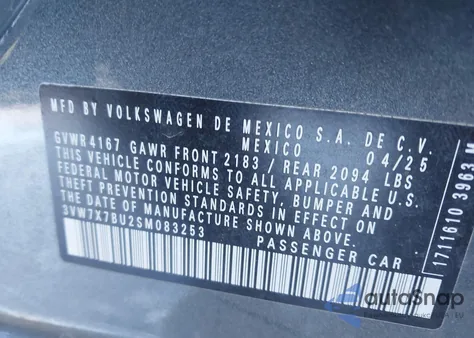 MFD BY VOLKSWAGEN DE MEXICO S.A. DE C.V.
MEXICO 04/25
GVWR 4167 GAWR FRONT 2183 / REAR 2094 LBS
THIS VEHICLE CONFORMS TO ALL APPLICABLE U.S.
FEDERAL MOTOR VEHICLE SAFETY, BUMPER AND
THEFT PREVENTION STANDARDS IN EFFECT ON
THE DATE OF MANUFACTURE SHOWN ABOVE.
3VW7X7BU2SM083253
PASSENGER CAR
1711610 3963 M
autoSnap